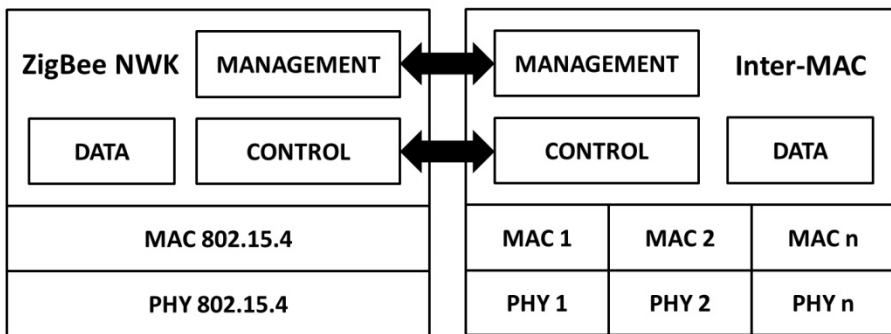 ZigBee NWK
MANAGEMENT
DATA
CONTROL
MAC 802.15.4
PHY 802.15.4
MANAGEMENT
Inter-MAC
CONTROL
DATA
MAC 1
MAC 2
MAC n
PHY 1
PHY 2
PHY n